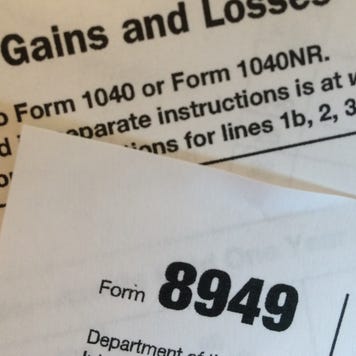 Gains and Losses
Form 1040 or Form 1040NR.
separate instructions is at
for lines 1b, 2, 3
Form 8949
Department of